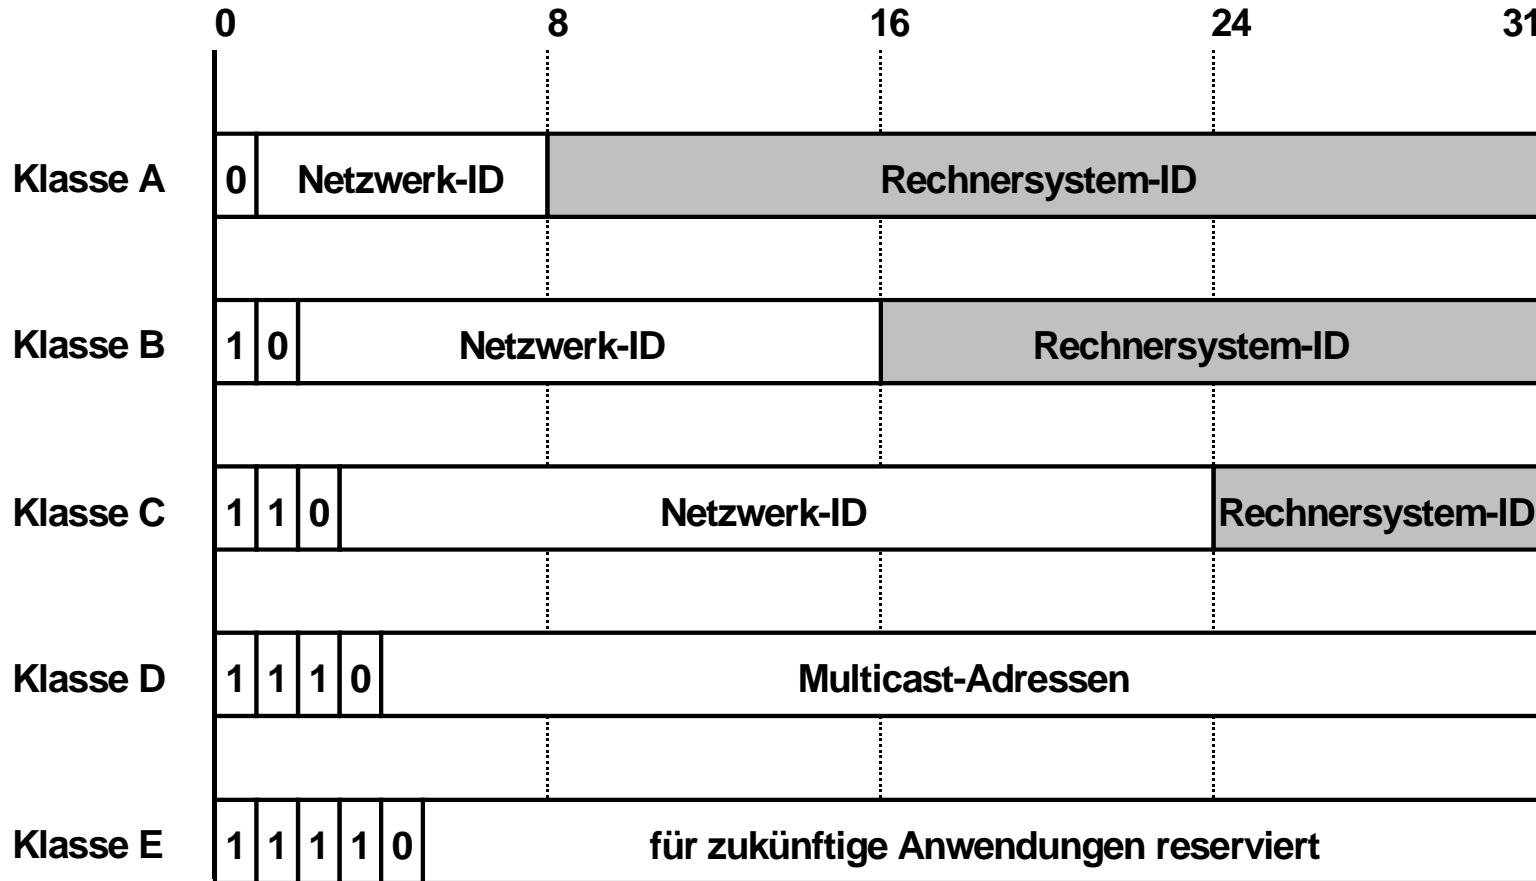 0 8 16 24 31
Klasse A 0 Netzwerk-ID Rechnersystem-ID
Klasse B 1 0 Netzwerk-ID Rechnersystem-ID
Klasse C 1 1 0 Netzwerk-ID Rechnersystem-ID
Klasse D 1 1 1 0 Multicast-Adressen
Klasse E 1 1 1 1 0 für zukünftige Anwendungen reserviert